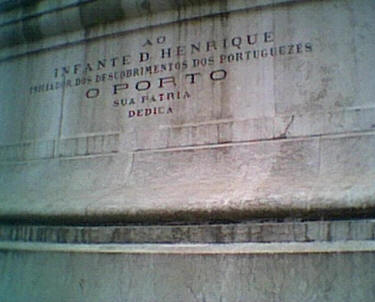 AO
INFANTE D. HENRIQUE
INICIADOR DOS DESCOBRIMENTOS DOS PORTUGUEZES
O PORTO
SUA PATRIA
DEDICA